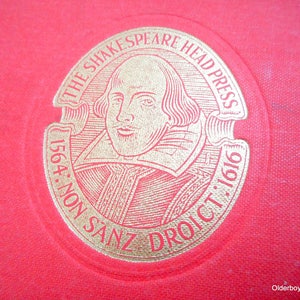 THE SHAKESPEARE HEAD PRESS
1564 · NON SANZ DROICT · 1616
Olderboy